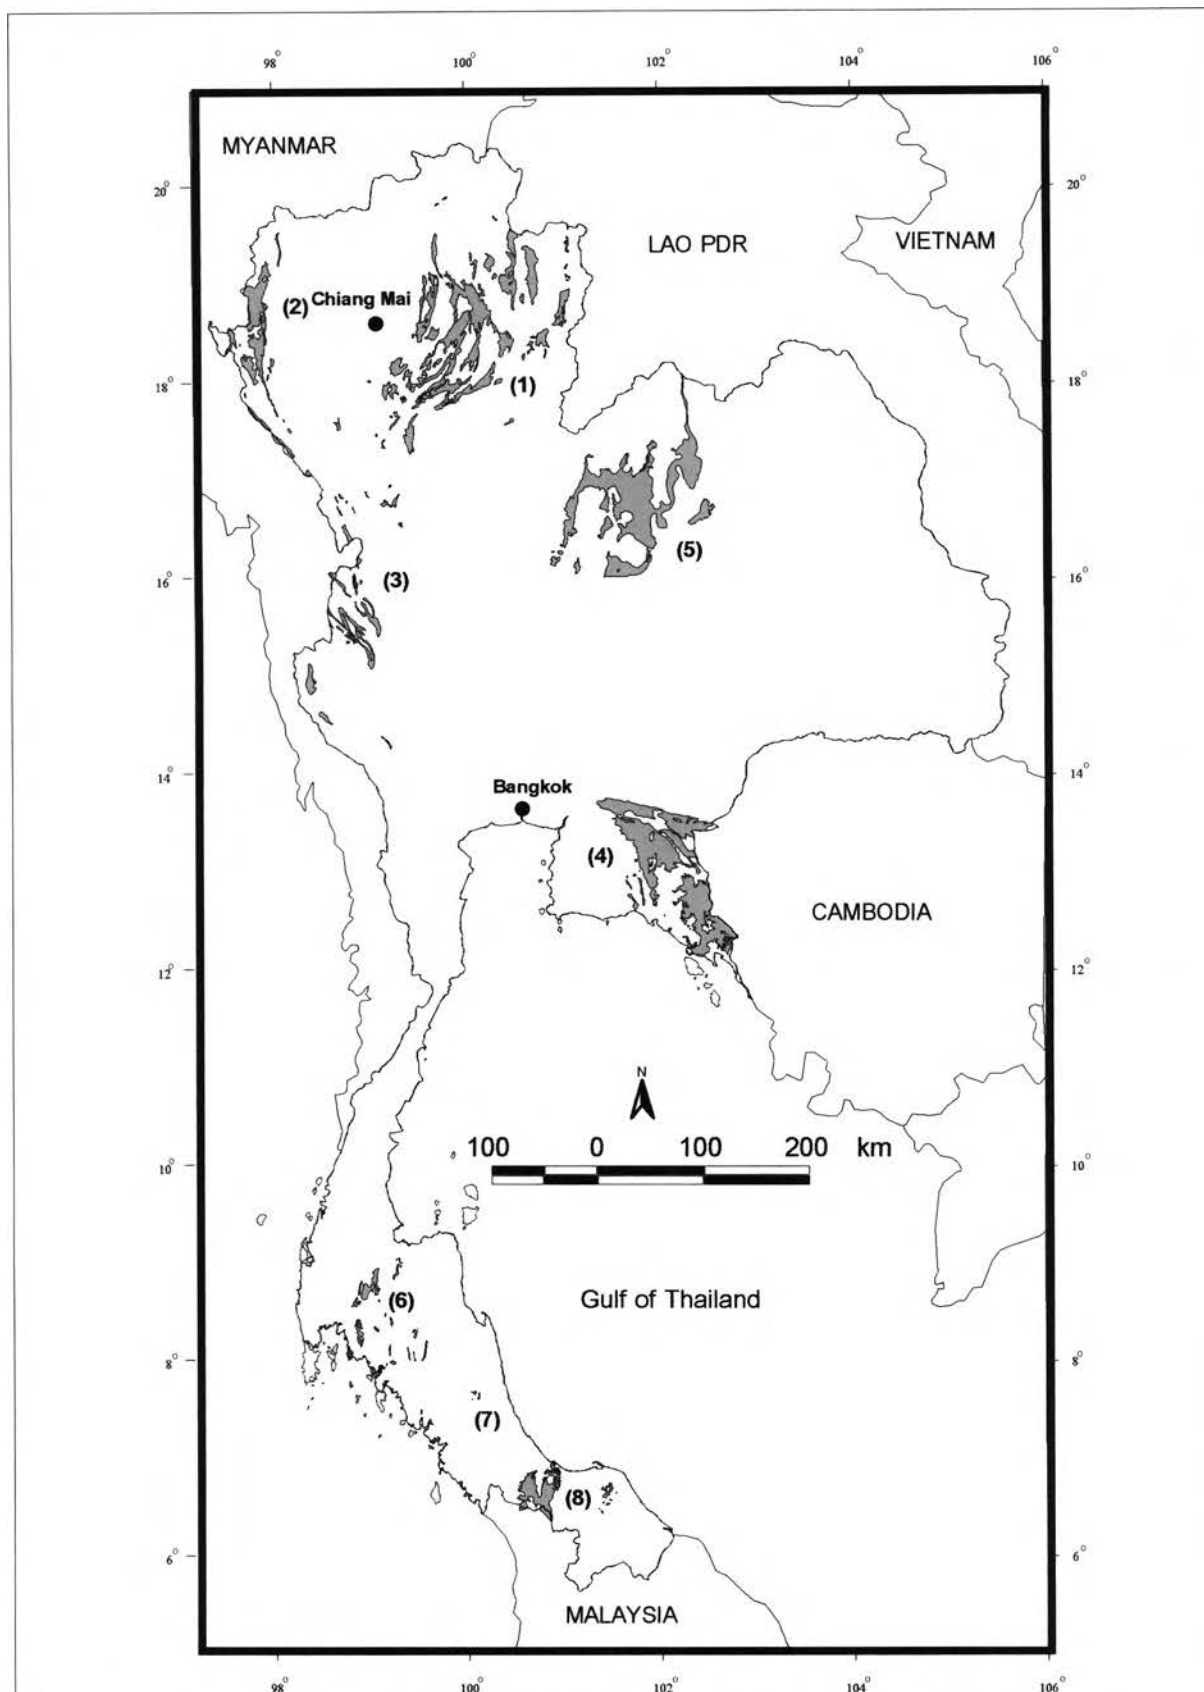 98° 100° 102° 104° 106°
MYANMAR
20° 20°
LAO PDR
VIETNAM
(2) Chiang Mai
(1)
18° 18°
(5)
(3)
16° 16°
14° 14°
Bangkok
(4)
CAMBODIA
12° 12°
N
100 0 100 200 km
10° 10°
(6)
Gulf of Thailand
8° 8°
(7)
(8)
6° 6°
MALAYSIA
98° 100° 102° 104° 106°